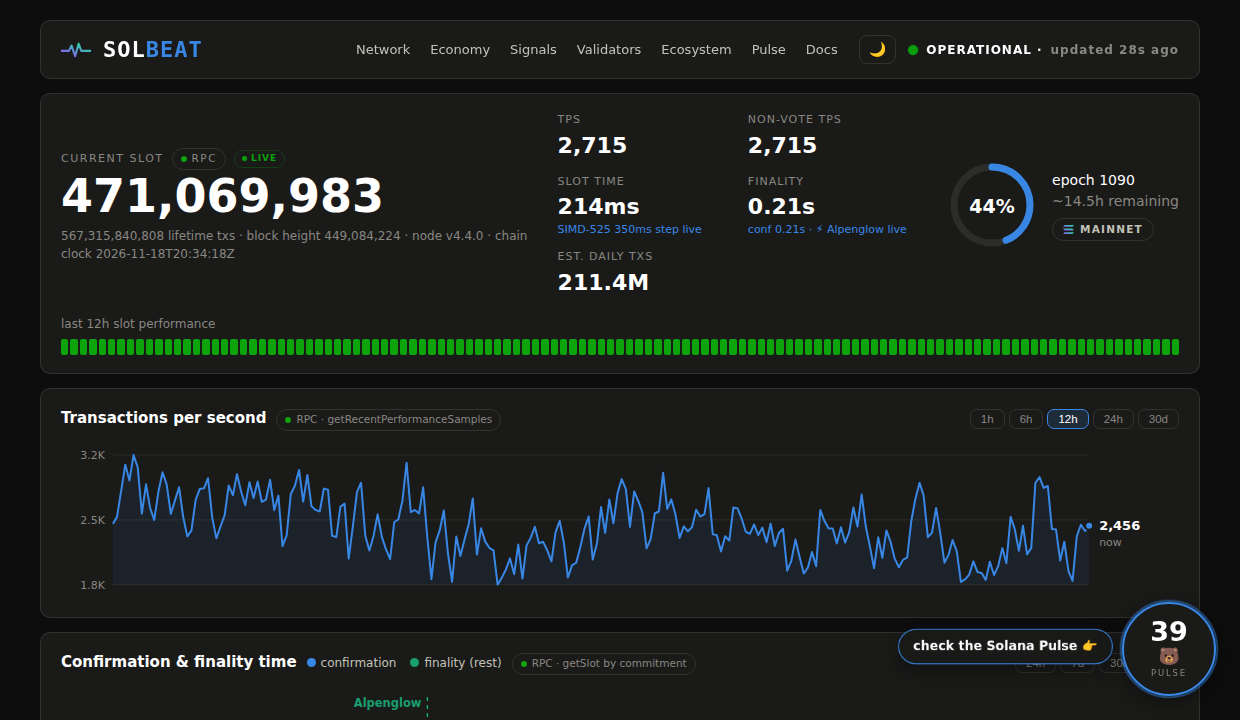 SOLBEAT
Network Economy Signals Validators Ecosystem Pulse Docs
OPERATIONAL · updated 28s ago
CURRENT SLOT RPC LIVE
471,069,983
567,315,840,808 lifetime txs · block height 449,084,224 · node v4.4.0 · chain
clock 2026-11-18T20:34:18Z
TPS
2,715
NON-VOTE TPS
2,715
SLOT TIME
214ms
SIMD-525 350ms step live
FINALITY
0.21s
conf 0.21s · ⚡ Alpenglow live
EST. DAILY TXS
211.4M
44%
epoch 1090
~14.5h remaining
MAINNET
last 12h slot performance
Transactions per second RPC · getRecentPerformanceSamples
1h 6h 12h 24h 30d
3.2K
2.5K
1.8K
2,456
now
Confirmation & finality time confirmation finality (rest) RPC · getSlot by commitment
check the Solana Pulse 👉
39
PULSE
Alpenglow